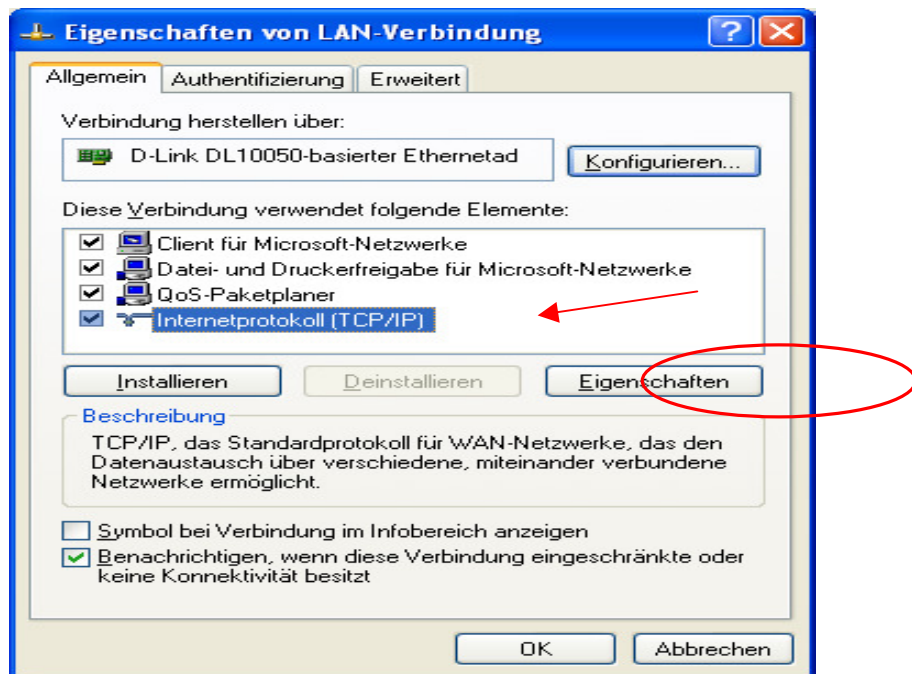 Eigenschaften von LAN-Verbindung
Allgemein Authentifizierung Erweitert
Verbindung herstellen über:
D-Link DL10050-basierter Ethernetad Konfigurieren...
Diese Verbindung verwendet folgende Elemente:
Client für Microsoft-Netzwerke
Datei- und Druckerfreigabe für Microsoft-Netzwerke
QoS-Paketplaner
Internetprotokoll (TCP/IP)
Installieren Deinstallieren Eigenschaften
Beschreibung
TCP/IP, das Standardprotokoll für WAN-Netzwerke, das den
Datenaustausch über verschiedene, miteinander verbundene
Netzwerke ermöglicht.
Symbol bei Verbindung im Infobereich anzeigen
Benachrichtigen, wenn diese Verbindung eingeschränkte oder
keine Konnektivität besitzt
OK Abbrechen